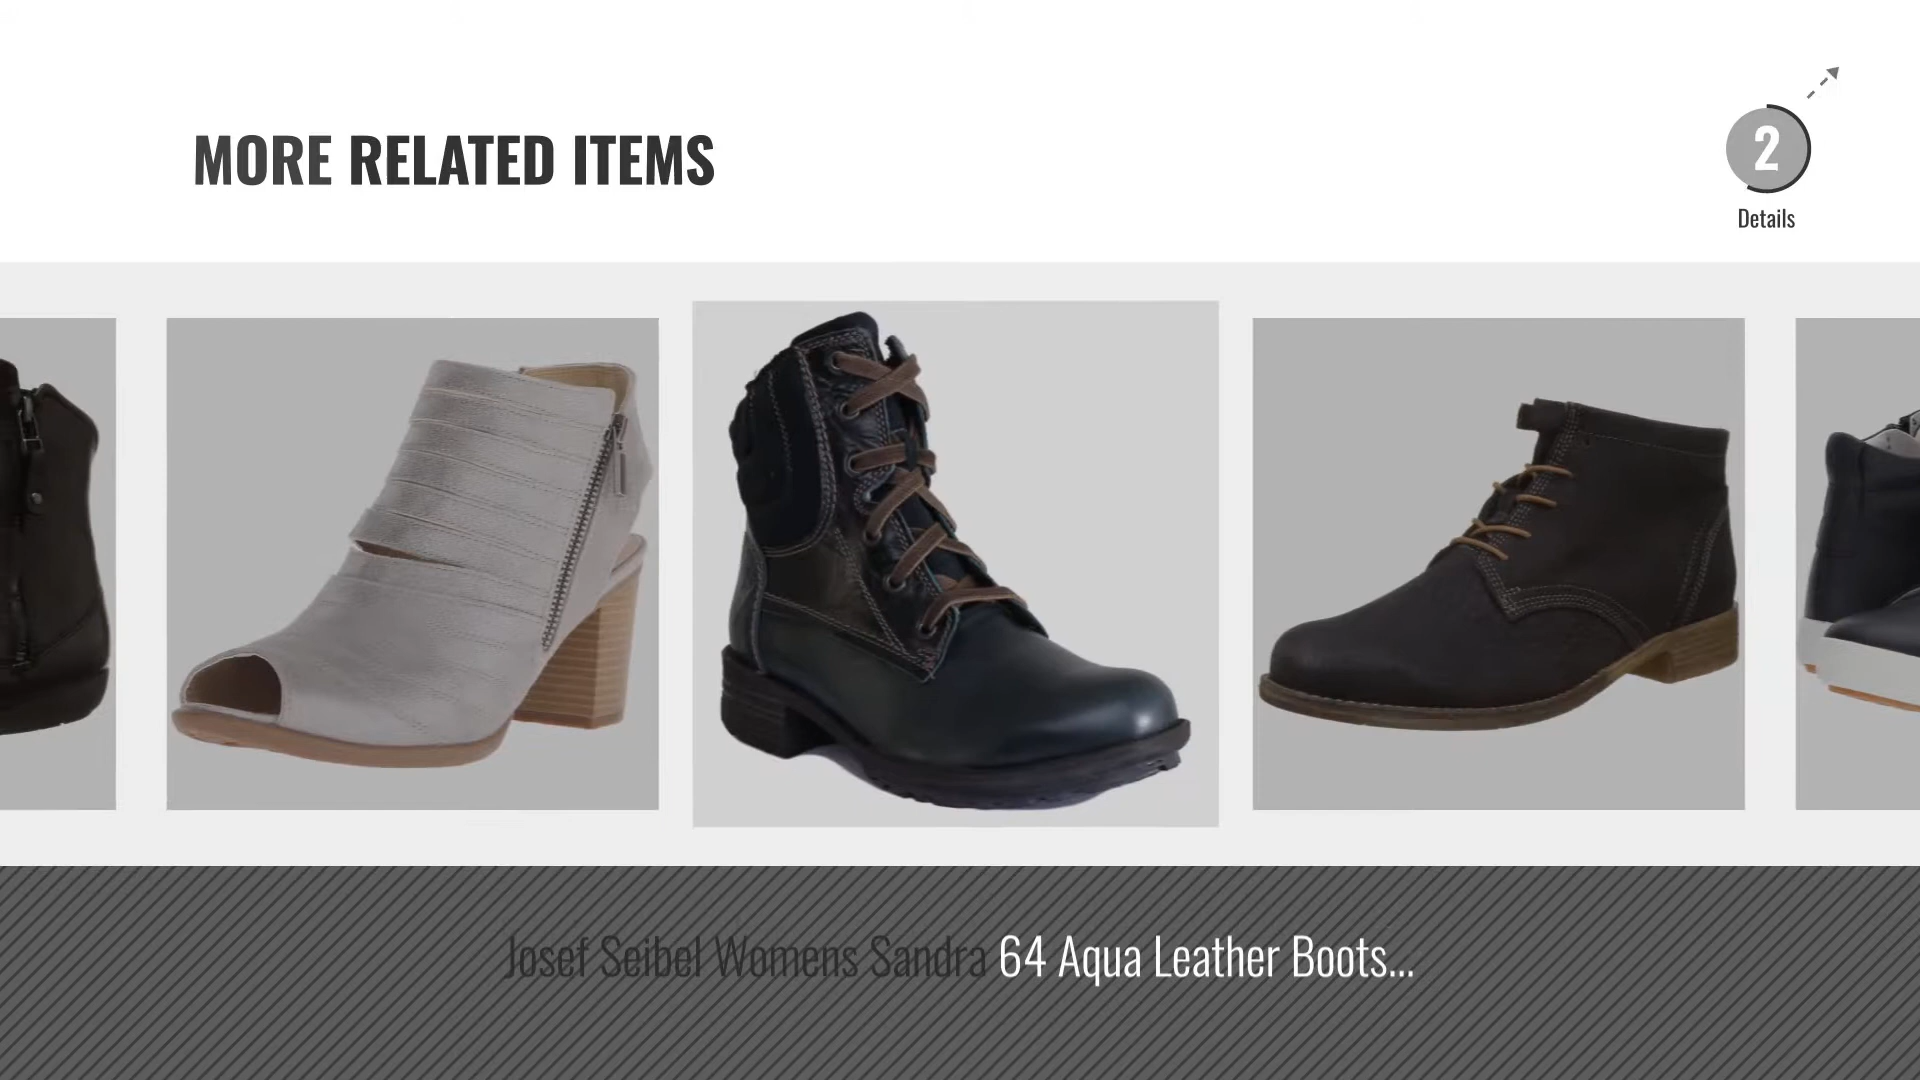 MORE RELATED ITEMS
2
Details
Josef Seibel Womens Sandra 64 Aqua Leather Boots...